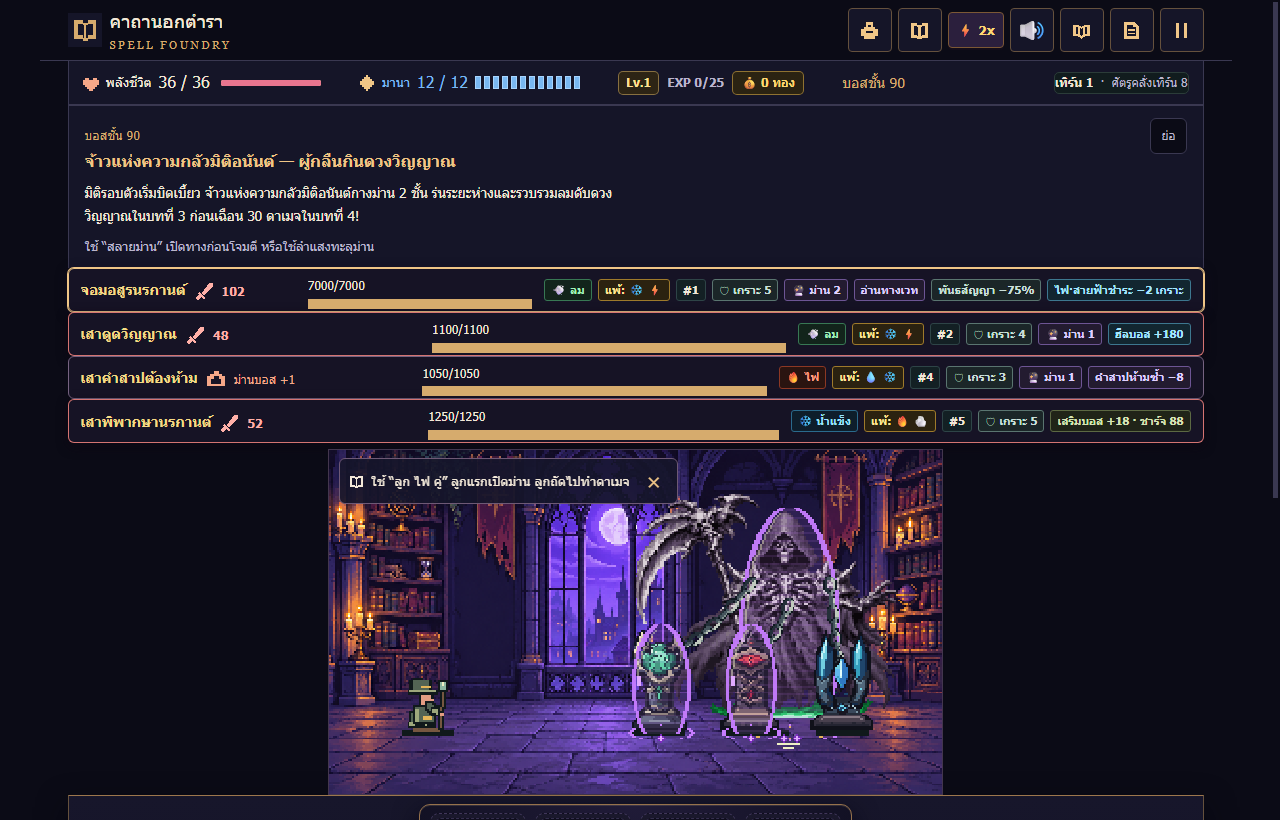 คาถานอกตำรา
SPELL FOUNDRY
2x
พลังชีวิต 36 / 36
มานา 12 / 12
Lv.1 EXP 0/25 0 ทอง
บอสชั้น 90
เทิร์น 1 · ศัตรูคลั่งเทิร์น 8
บอสชั้น 90
ย่อ
จ้าวแห่งความกลัวมิติอนันต์ — ผู้กลืนกินดวงวิญญาณ
มิติรอบตัวเริ่มบิดเบี้ยว จ้าวแห่งความกลัวมิติอนันต์กางม่าน 2 ชั้น ร่นระยะห่างและรวบรวมลมดับดวง
วิญญาณในบทที่ 3 ก่อนเฉือน 30 ดาเมจในบทที่ 4!
ใช้ “สลายม่าน” เปิดทางก่อนโจมตี หรือใช้ลำแสงทะลุม่าน
จอมอสูรนรกานต์ 102 7000/7000 ลม แพ้: #1 เกราะ 5 ม่าน 2 อ่านทางเวท พันธสัญญา −75% ไฟ·สายฟ้าชำระ −2 เกราะ
เสาดูดวิญญาณ 48 1100/1100 ลม แพ้: #2 เกราะ 4 ม่าน 1 ฮีลบอส +180
เสาคำสาปต้องห้าม ม่านบอส +1 1050/1050 ไฟ แพ้: #4 เกราะ 3 ม่าน 1 คำสาปห้ามซ้ำ −8
เสาพิพากษานรกานต์ 52 1250/1250 น้ำแข็ง แพ้: #5 เกราะ 5 เสริมบอส +18 · ชาร์จ 88
ใช้ “ลูก ไฟ คู่” ลูกแรกเปิดม่าน ลูกถัดไปทำดาเมจ